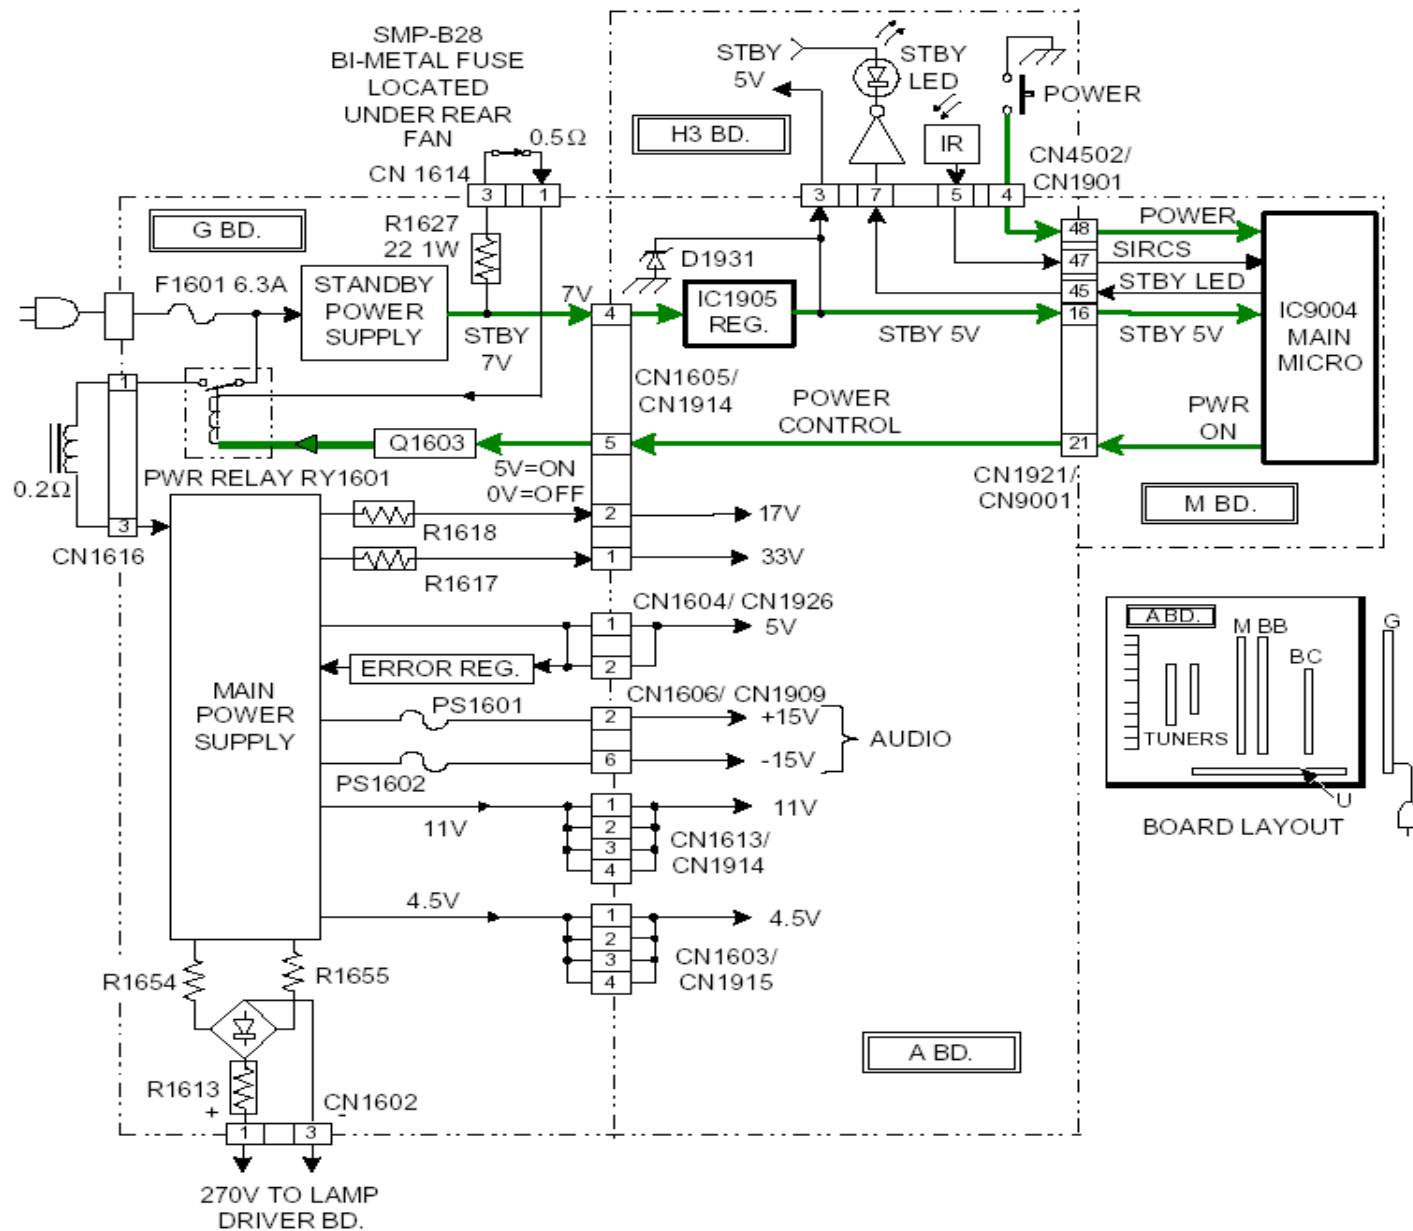 SMP-B28
BI-METAL FUSE
LOCATED
UNDER REAR
FAN
0.5Ω
CN 1614
3
1
STBY
5V
STBY
LED
POWER
H3 BD.
IR
CN4502/
CN1901
3
7
5
4
G BD.
R1627
22 1W
D1931
F1601 6.3A
STANDBY
POWER
SUPPLY
STBY
7V
7V
4
IC1905
REG.
STBY 5V
48
47
45
16
POWER
SIRCS
STBY LED
STBY 5V
IC9004
MAIN
MICRO
1
CN1605/
CN1914
POWER
CONTROL
PWR
ON
Q1603
5
21
0.2Ω
PWR RELAY RY1601
5V=ON
0V=OFF
CN1921/
CN9001
M BD.
3
CN1616
R1618
2
17V
R1617
1
33V
CN1604/ CN1926
1
5V
2
ERROR REG.
MAIN
POWER
SUPPLY
CN1606/ CN1909
PS1601
2
+15V
AUDIO
PS1602
6
-15V
11V
1
2
3
4
11V
CN1613/
CN1914
4.5V
1
2
3
4
4.5V
CN1603/
CN1915
A BD.
M BB
BC
G
TUNERS
U
BOARD LAYOUT
R1654
R1655
A BD.
R1613
+
-
CN1602
1
3
270V TO LAMP
DRIVER BD.